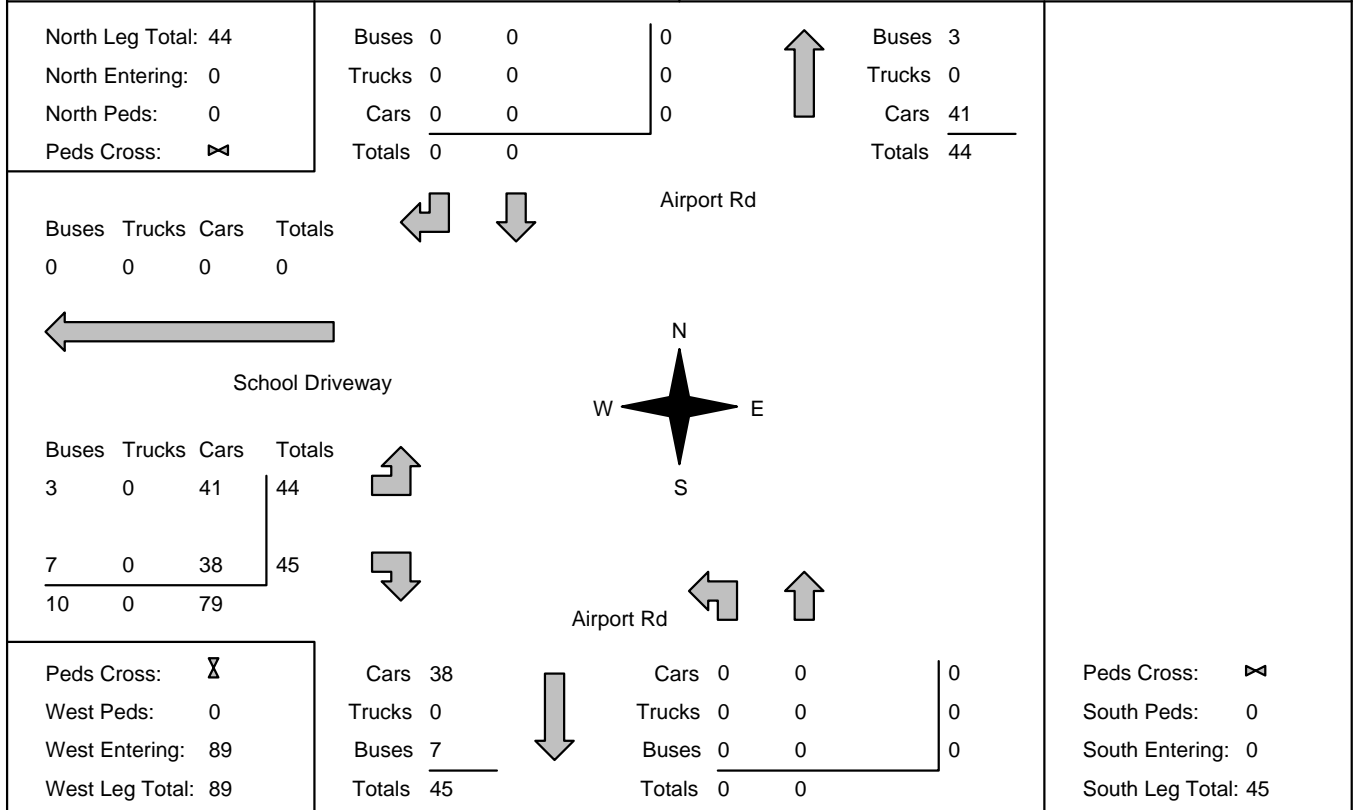 North Leg Total: 44
North Entering: 0
North Peds: 0
Peds Cross:
Buses 0 0 0
Trucks 0 0 0
Cars 0 0 0
Totals 0 0
Buses 3
Trucks 0
Cars 41
Totals 44
Airport Rd
Buses Trucks Cars Totals
0 0 0 0
School Driveway
N
W E
S
Buses Trucks Cars Totals
3 0 41 44
7 0 38 45
10 0 79
Airport Rd
Peds Cross:
West Peds: 0
West Entering: 89
West Leg Total: 89
Cars 38
Trucks 0
Buses 7
Totals 45
Cars 0 0 0
Trucks 0 0 0
Buses 0 0 0
Totals 0 0
Peds Cross:
South Peds: 0
South Entering: 0
South Leg Total: 45